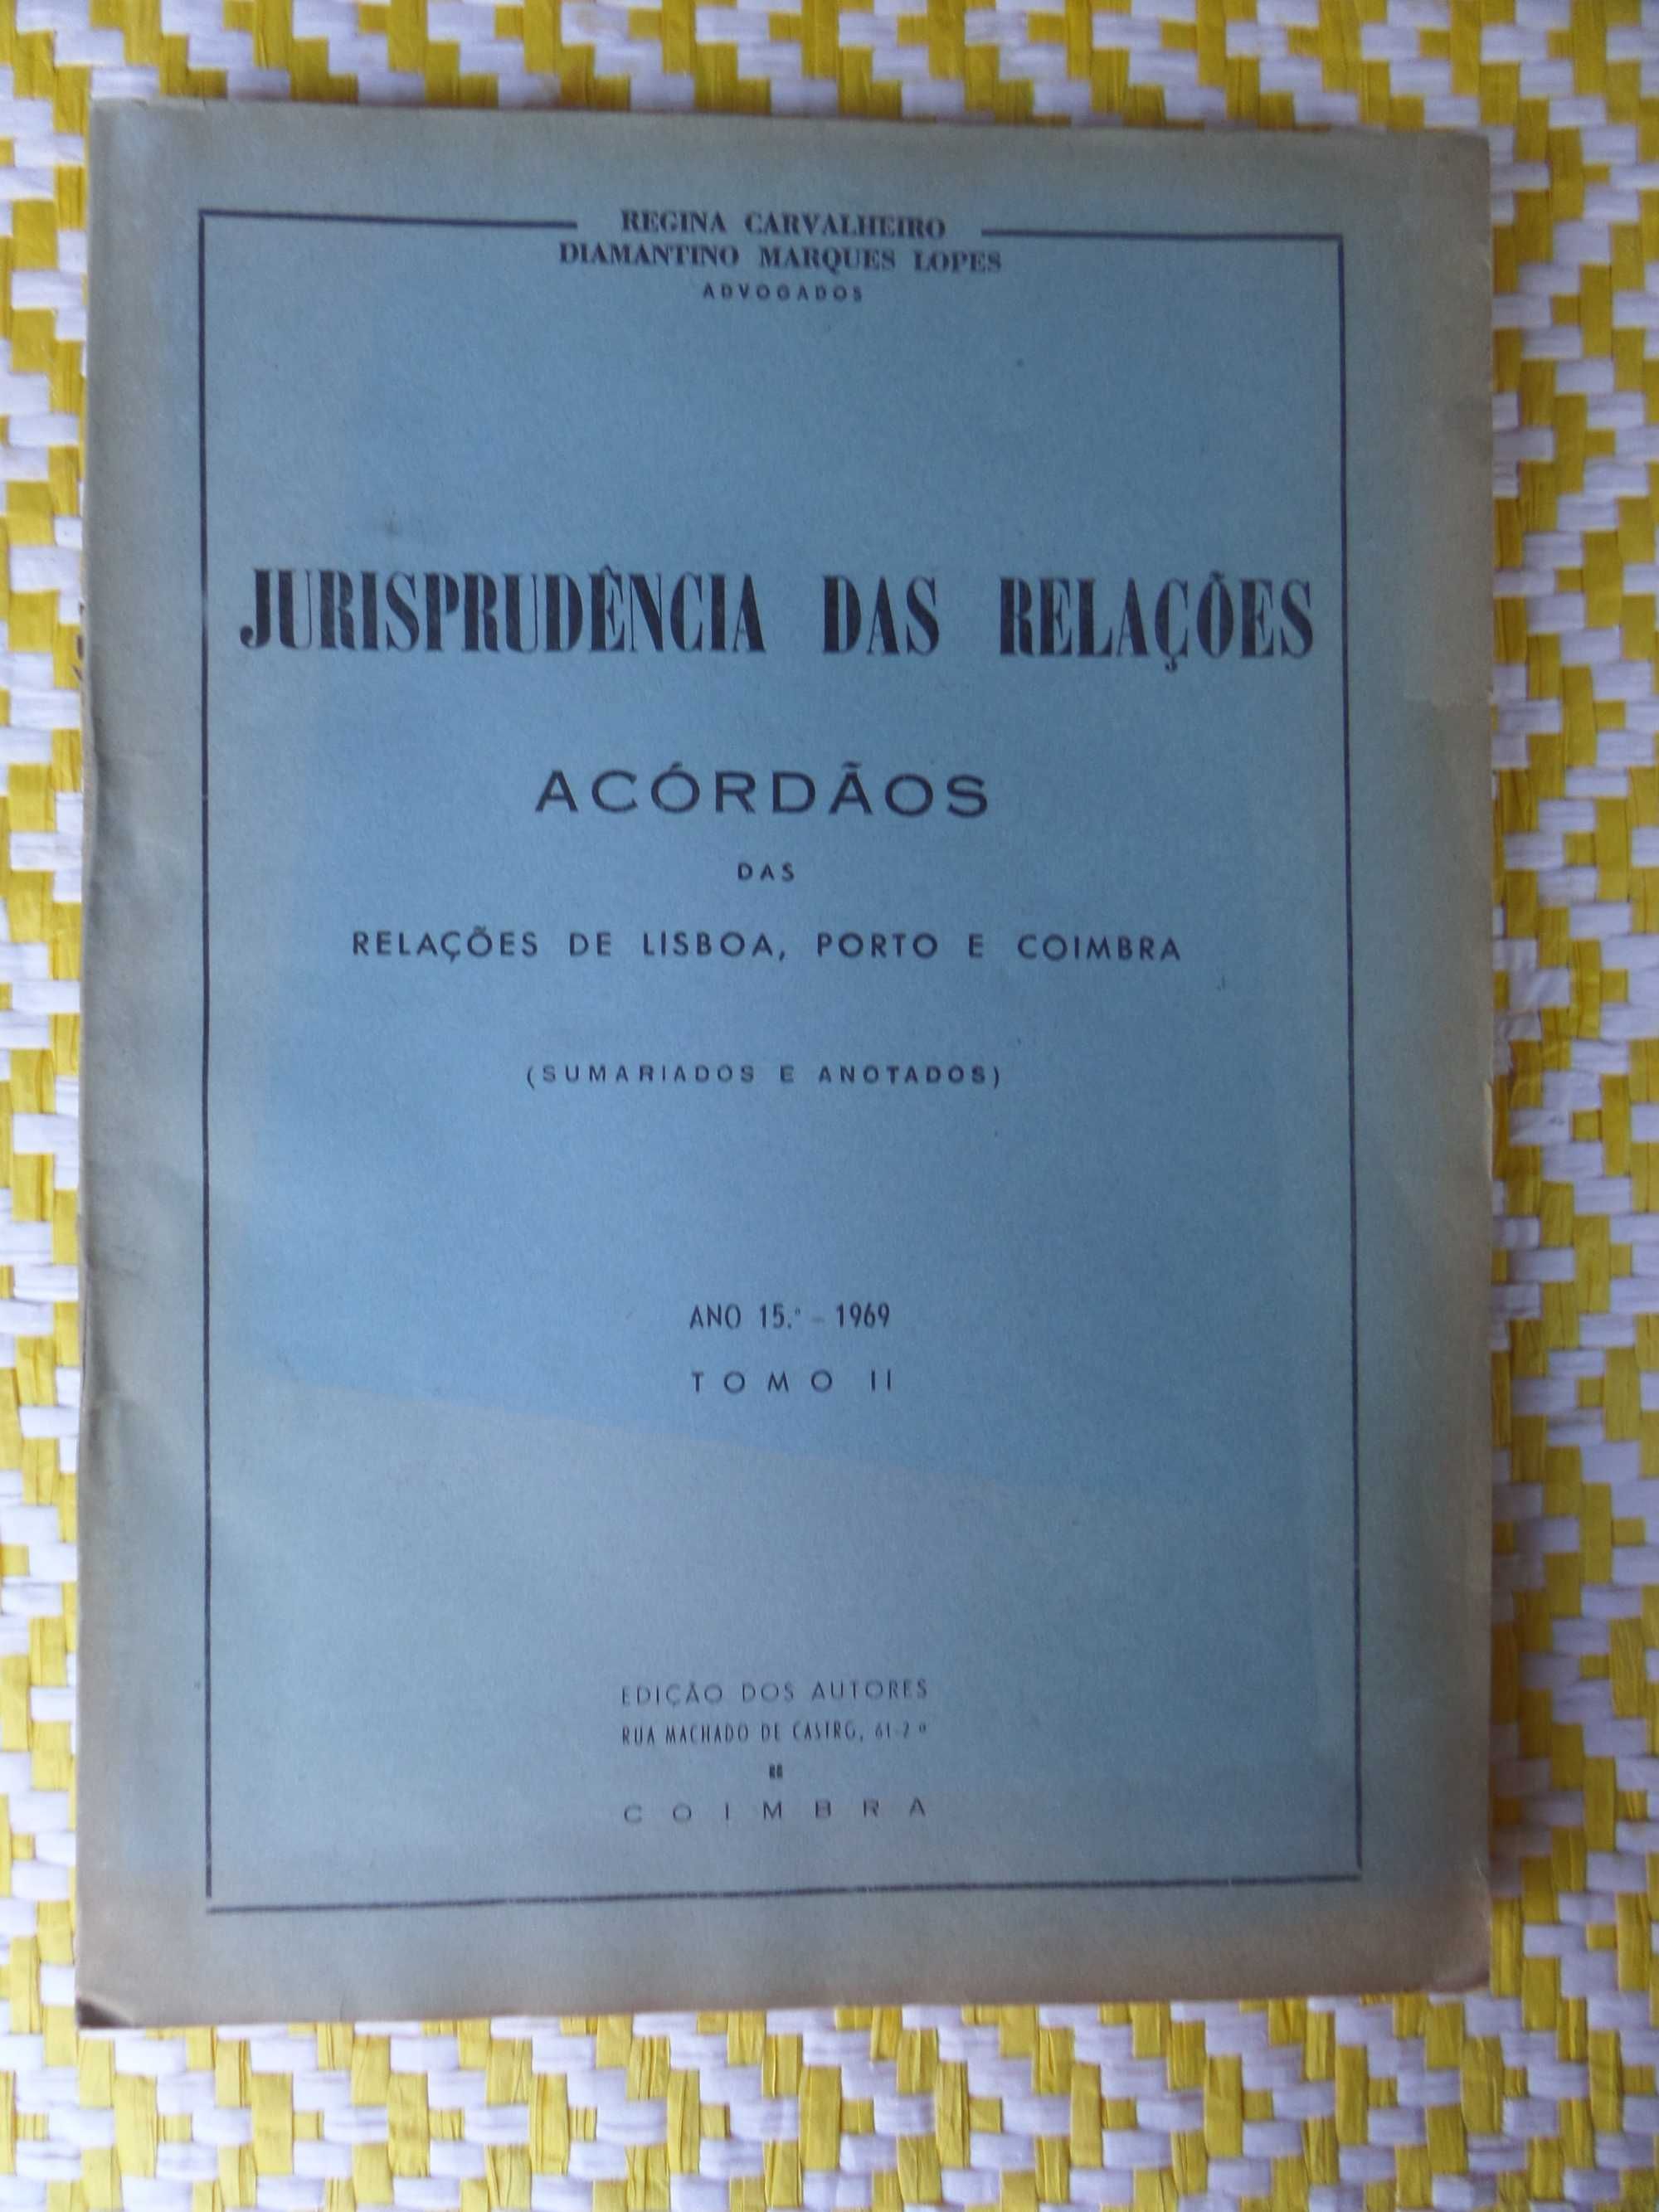 REGINA CARVALHEIRO
DIAMANTINO MARQUES LOPES
ADVOGADOS
JURISPRUDÊNCIA DAS RELAÇÕES
ACÓRDÃOS
DAS
RELAÇÕES DE LISBOA, PORTO E COIMBRA
(SUMARIADOS E ANOTADOS)
ANO 15.º - 1969
TOMO II
EDIÇÃO DOS AUTORES
RUA MACHADO DE CASTRO, 61-2.º
COIMBRA